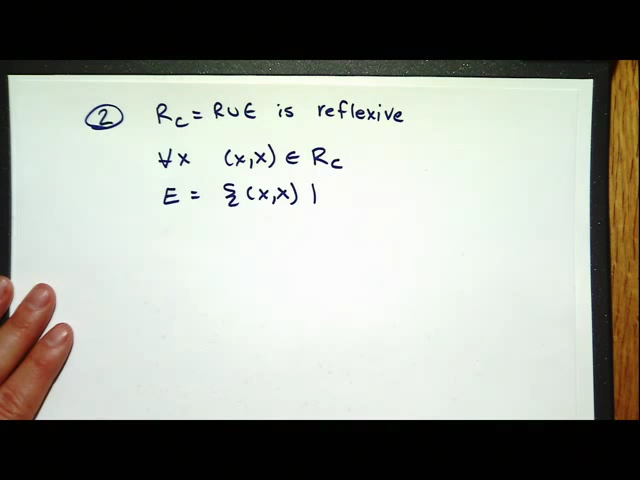 ② R_c = R∪E is reflexive
∀x (x,x) ∈ R_c
E = {(x,x) |